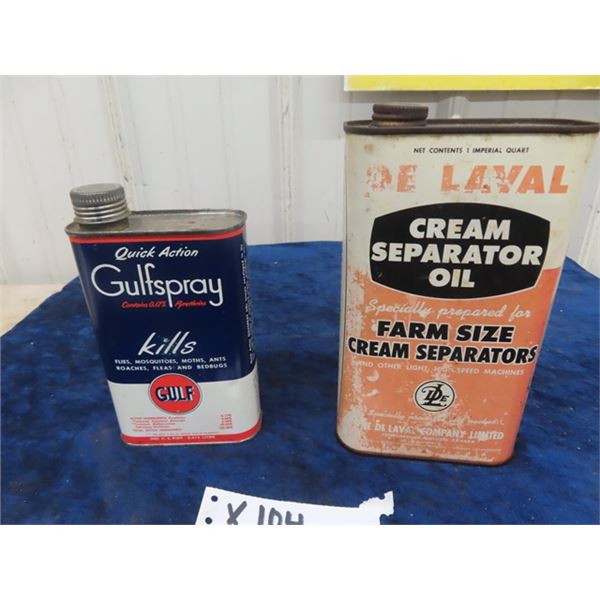 Quick Action
Gulfspray
Contains 0.12% Pyrethrins
kills
FLIES, MOSQUITOES, MOTHS, ANTS
ROACHES, FLEAS AND BEDBUGS
GULF
NET CONTENTS 1 IMPERIAL QUART
DE LAVAL
CREAM
SEPARATOR
OIL
Specially prepared for
FARM SIZE
CREAM SEPARATORS
AND OTHER LIGHT, HIGH-SPEED MACHINES
THE DE LAVAL COMPANY LIMITED
X 104